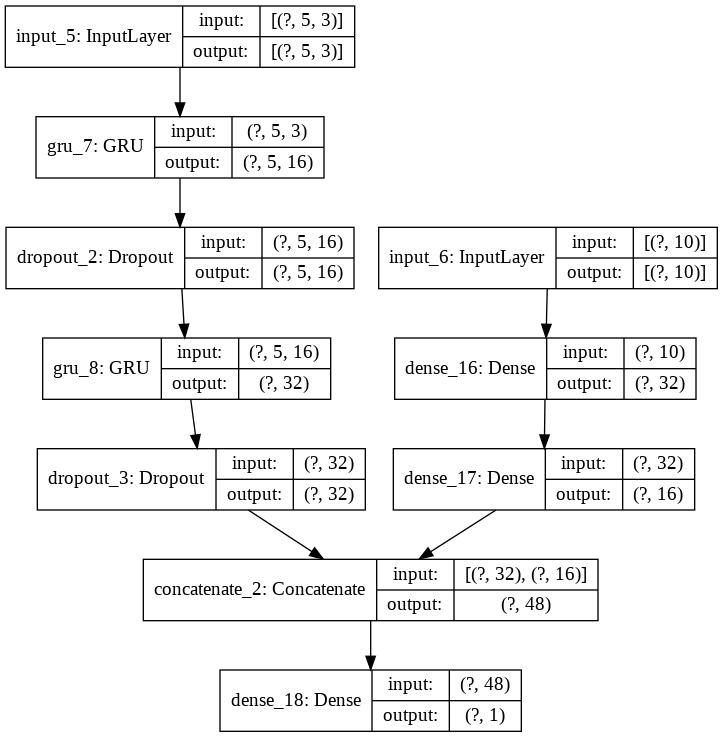 input_5: InputLayer
input: [(?, 5, 3)]
output: [(?, 5, 3)]
gru_7: GRU
input: (?, 5, 3)
output: (?, 5, 16)
dropout_2: Dropout
input: (?, 5, 16)
output: (?, 5, 16)
input_6: InputLayer
input: [(?, 10)]
output: [(?, 10)]
gru_8: GRU
input: (?, 5, 16)
output: (?, 32)
dense_16: Dense
input: (?, 10)
output: (?, 32)
dropout_3: Dropout
input: (?, 32)
output: (?, 32)
dense_17: Dense
input: (?, 32)
output: (?, 16)
concatenate_2: Concatenate
input: [(?, 32), (?, 16)]
output: (?, 48)
dense_18: Dense
input: (?, 48)
output: (?, 1)